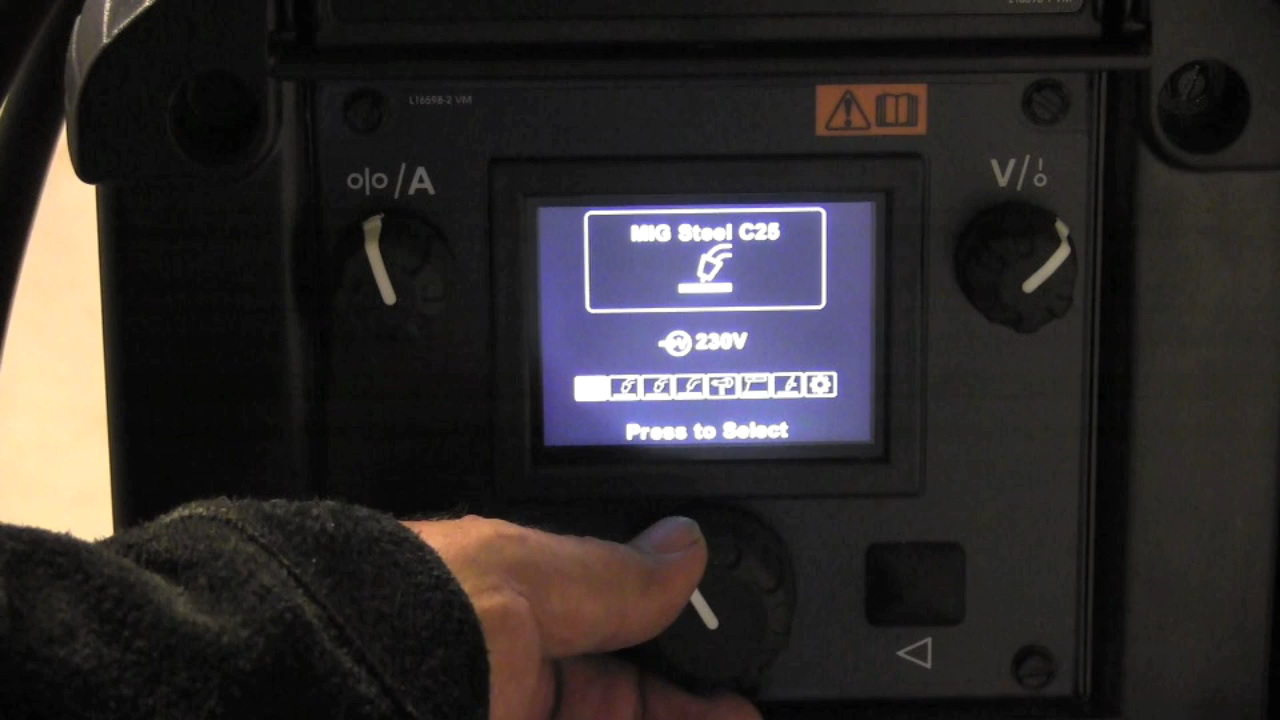 L16598-2 VM
o|o/A
V/
MIG Steel C25
230V
Press to Select